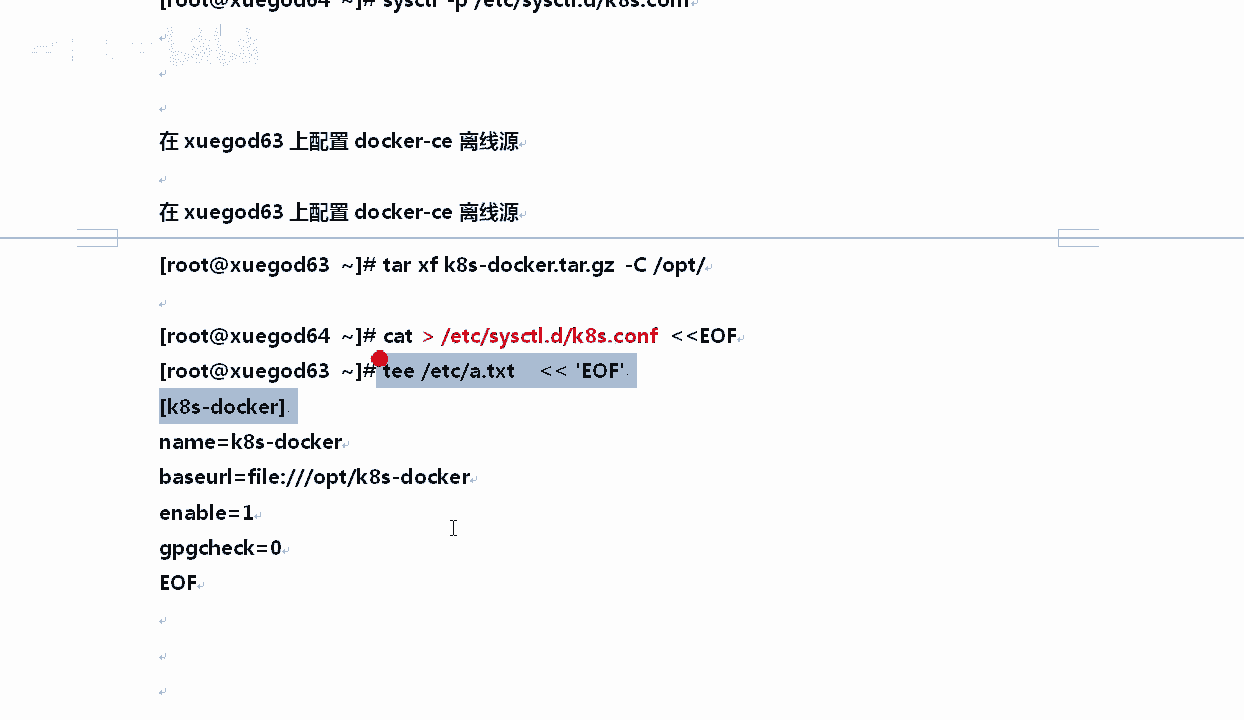 [root@xuegod64 ~]# sysctl -p /etc/sysctl.d/k8s.conf
在 xuegod63 上配置 docker-ce 离线源
在 xuegod63 上配置 docker-ce 离线源
[root@xuegod63 ~]# tar xf k8s-docker.tar.gz -C /opt/
[root@xuegod64 ~]# cat > /etc/sysctl.d/k8s.conf <<EOF
[root@xuegod63 ~]# tee /etc/a.txt << 'EOF'
[k8s-docker]
name=k8s-docker
baseurl=file:///opt/k8s-docker
enable=1
gpgcheck=0
EOF